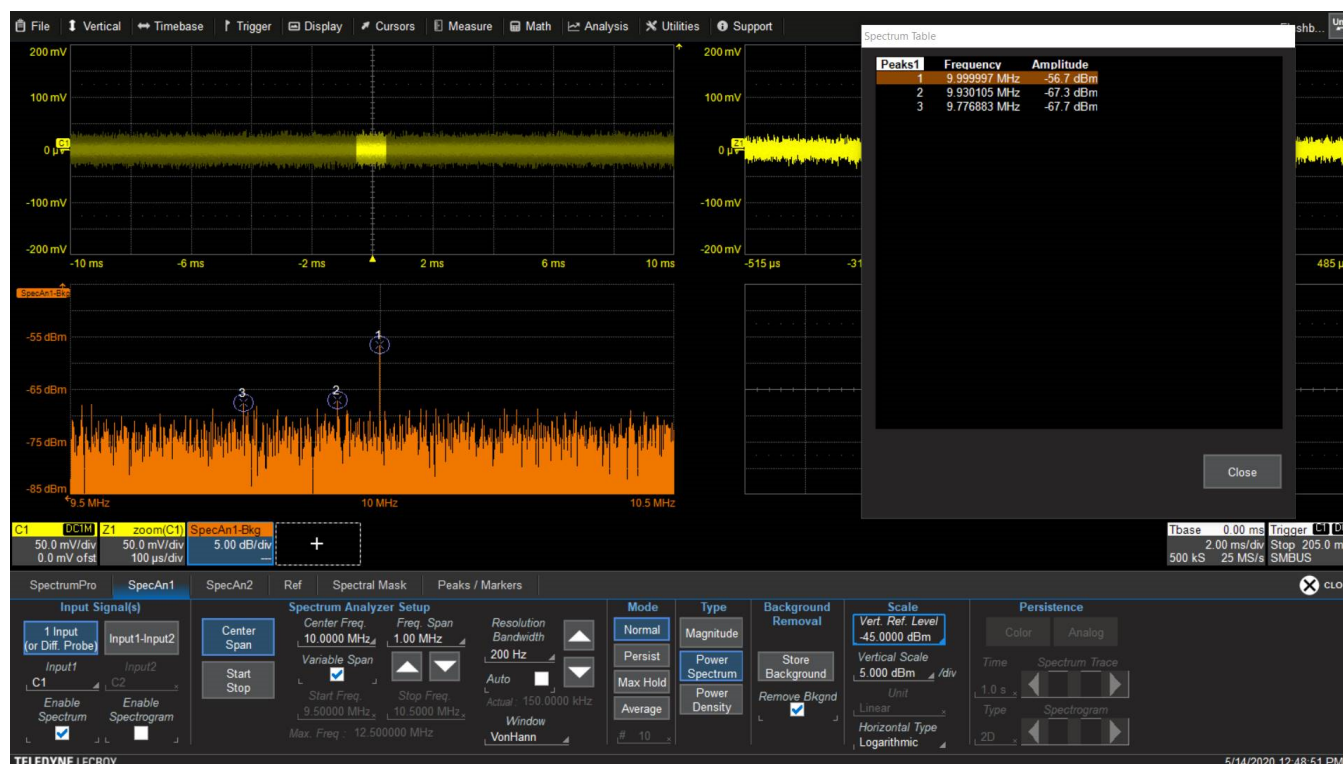 File Vertical Timebase Trigger Display Cursors Measure Math Analysis Utilities Support
Spectrum Table
shb...
200 mV
100 mV
0 µV
-100 mV
-200 mV
C1
-10 ms -6 ms -2 ms 2 ms 6 ms 10 ms
200 mV
100 mV
0 µV
-100 mV
-200 mV
Z1
-515 µs -31 485 µ
Peaks1 Frequency Amplitude
1 9.999997 MHz -56.7 dBm
2 9.930105 MHz -67.3 dBm
3 9.776883 MHz -67.7 dBm
Close
SpecAn1-Bkg
-55 dBm
-65 dBm
-75 dBm
-85 dBm
1
2
3
9.5 MHz 10 MHz 10.5 MHz
C1 DC1M
50.0 mV/div
0.0 mV ofst
Z1 zoom(C1)
50.0 mV/div
100 µs/div
SpecAn1-Bkg
5.00 dB/div
---
+
Tbase 0.00 ms
2.00 ms/div
500 kS 25 MS/s
Trigger C1 D
Stop 205.0 m
SMBUS
SpectrumPro SpecAn1 SpecAn2 Ref Spectral Mask Peaks / Markers CLO
Input Signal(s)
1 Input
(or Diff. Probe)
Input1-Input2
Input1 Input2
C1 C2
Enable
Spectrum
Enable
Spectrogram
Spectrum Analyzer Setup
Center
Span
Start
Stop
Center Freq. Freq. Span
10.0000 MHz 1.00 MHz
Variable Span
Start Freq. Stop Freq.
9.50000 MHz 10.5000 MHz
Max. Freq : 12.500000 MHz
Resolution
Bandwidth
200 Hz
Auto
Actual : 150.0000 kHz
Window
VonHann
Mode
Normal
Persist
Max Hold
Average
# 10
Type
Magnitude
Power
Spectrum
Power
Density
Background
Removal
Store
Background
Remove Bkgnd
Scale
Vert. Ref. Level
-45.0000 dBm
Vertical Scale
5.000 dBm /div
Unit
Linear
Horizontal Type
Logarithmic
Persistence
Color Analog
Time Spectrum Trace
1.0 s
Type Spectrogram
2D
TELEDYNE LECROY
5/14/2020 12:48:51 PM